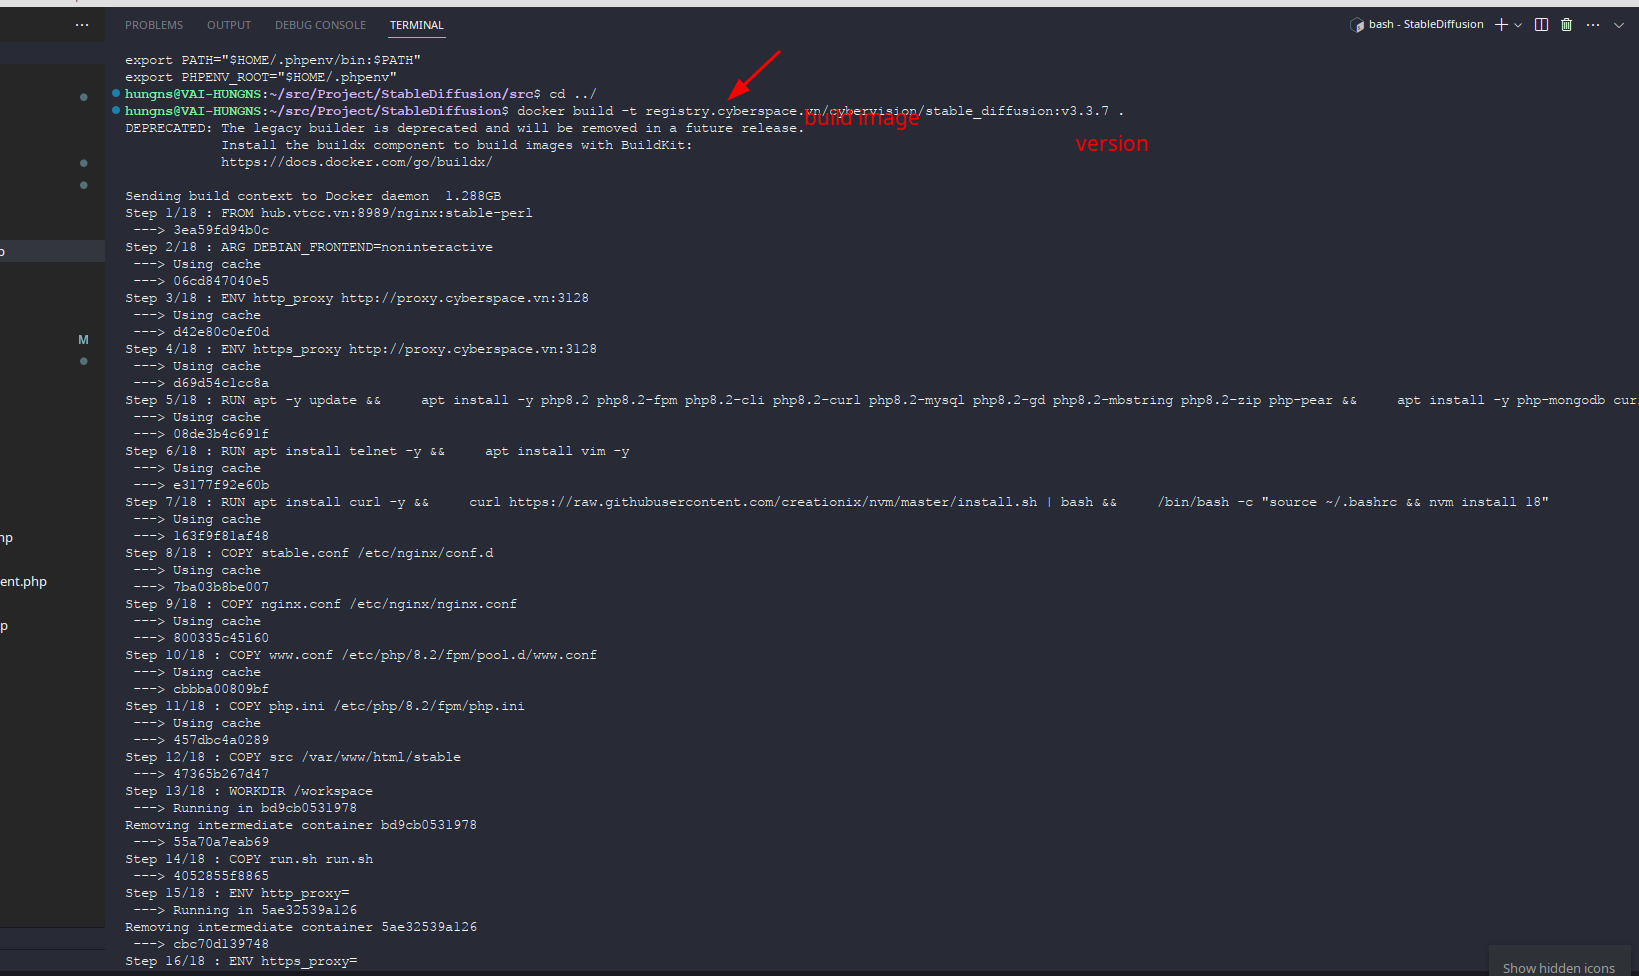 PROBLEMS OUTPUT DEBUG CONSOLE TERMINAL bash - StableDiffusion
export PATH="$HOME/.phpenv/bin:$PATH"
export PHPENV_ROOT="$HOME/.phpenv"
hungns@VAI-HUNGNS:~/src/Project/StableDiffusion/src$ cd ../
hungns@VAI-HUNGNS:~/src/Project/StableDiffusion$ docker build -t registry.cyberspace.vn/cybervision/stable_diffusion:v3.3.7 .
build image
DEPRECATED: The legacy builder is deprecated and will be removed in a future release.
version
Install the buildx component to build images with BuildKit:
https://docs.docker.com/go/buildx/
Sending build context to Docker daemon  1.288GB
Step 1/18 : FROM hub.vtcc.vn:8989/nginx:stable-perl
---> 3ea59fd94b0c
Step 2/18 : ARG DEBIAN_FRONTEND=noninteractive
---> Using cache
---> 06cd847040e5
Step 3/18 : ENV http_proxy http://proxy.cyberspace.vn:3128
---> Using cache
---> d42e80c0ef0d
Step 4/18 : ENV https_proxy http://proxy.cyberspace.vn:3128
---> Using cache
---> d69d54c1cc8a
Step 5/18 : RUN apt -y update &&     apt install -y php8.2 php8.2-fpm php8.2-cli php8.2-curl php8.2-mysql php8.2-gd php8.2-mbstring php8.2-zip php-pear &&     apt install -y php-mongodb cur
---> Using cache
---> 08de3b4c691f
Step 6/18 : RUN apt install telnet -y &&     apt install vim -y
---> Using cache
---> e3177f92e60b
Step 7/18 : RUN apt install curl -y &&     curl https://raw.githubusercontent.com/creationix/nvm/master/install.sh | bash &&     /bin/bash -c "source ~/.bashrc && nvm install 18"
---> Using cache
---> 163f9f81af48
Step 8/18 : COPY stable.conf /etc/nginx/conf.d
---> Using cache
---> 7ba03b8be007
Step 9/18 : COPY nginx.conf /etc/nginx/nginx.conf
---> Using cache
---> 800335c45160
Step 10/18 : COPY www.conf /etc/php/8.2/fpm/pool.d/www.conf
---> Using cache
---> cbbba00809bf
Step 11/18 : COPY php.ini /etc/php/8.2/fpm/php.ini
---> Using cache
---> 457dbc4a0289
Step 12/18 : COPY src /var/www/html/stable
---> 47365b267d47
Step 13/18 : WORKDIR /workspace
---> Running in bd9cb0531978
Removing intermediate container bd9cb0531978
---> 55a70a7eab69
Step 14/18 : COPY run.sh run.sh
---> 4052855f8865
Step 15/18 : ENV http_proxy=
---> Running in 5ae32539a126
Removing intermediate container 5ae32539a126
---> cbc70d139748
Step 16/18 : ENV https_proxy=
M
ent.php
Show hidden icons